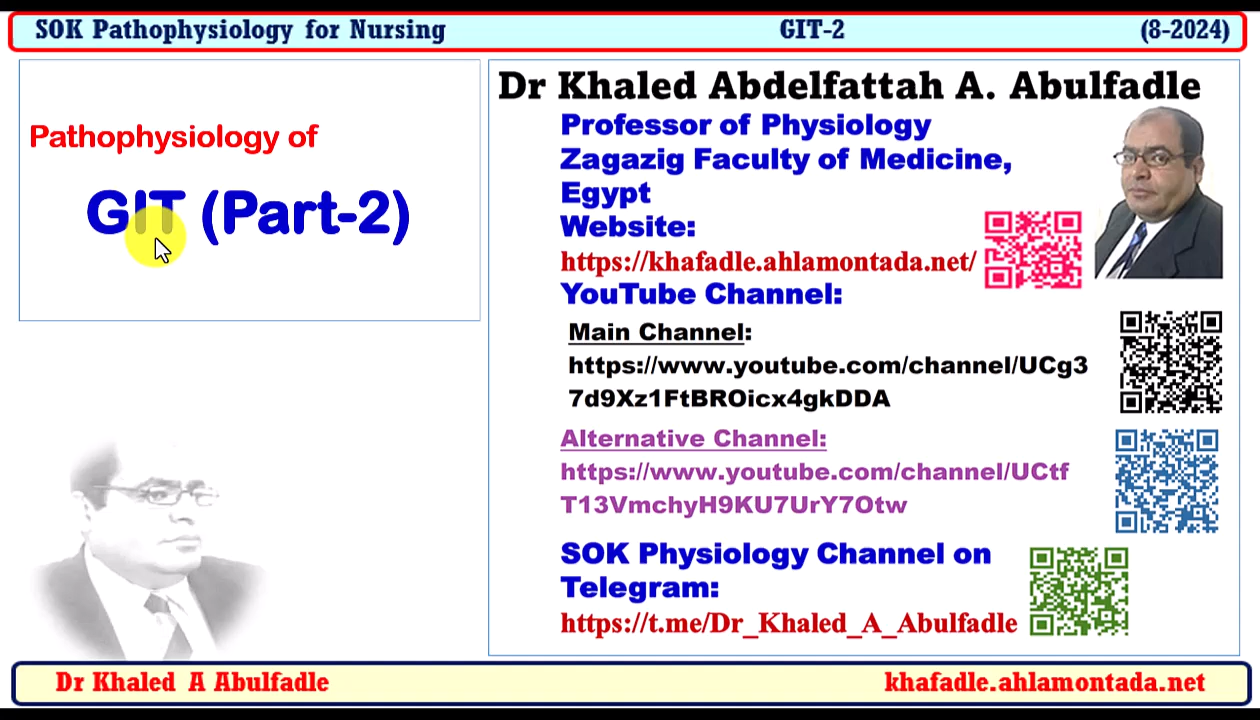 SOK Pathophysiology for Nursing GIT-2 (8-2024)
Pathophysiology of
GIT (Part-2)
Dr Khaled Abdelfattah A. Abulfadle
Professor of Physiology
Zagazig Faculty of Medicine,
Egypt
Website:
https://khafadle.ahlamontada.net/
YouTube Channel:
Main Channel:
https://www.youtube.com/channel/UCg3
7d9Xz1FtBROicx4gkDDA
Alternative Channel:
https://www.youtube.com/channel/UCtf
T13VmchyH9KU7UrY7Otw
SOK Physiology Channel on
Telegram:
https://t.me/Dr_Khaled_A_Abulfadle
Dr Khaled A Abulfadle khafadle.ahlamontada.net